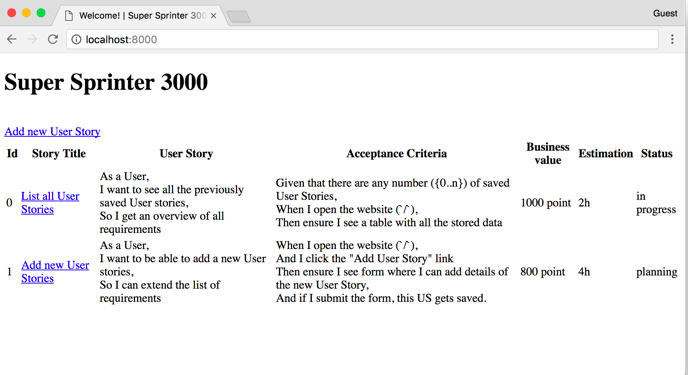 Welcome! | Super Sprinter 300
Guest
localhost:8000
Super Sprinter 3000
Add new User Story
Id Story Title User Story Acceptance Criteria Business value Estimation Status
0
List all User
Stories
As a User,
I want to see all the previously
saved User stories,
So I get an overview of all
requirements
Given that there are any number ({0..n}) of saved
User Stories,
When I open the website (`/`),
Then ensure I see a table with all the stored data
1000 point
2h
in
progress
1
Add new User
Stories
As a User,
I want to be able to add a new User
stories,
So I can extend the list of
requirements
When I open the website (`/`),
And I click the "Add User Story" link
Then ensure I see form where I can add details of
the new User Story,
And if I submit the form, this US gets saved.
800 point
4h
planning